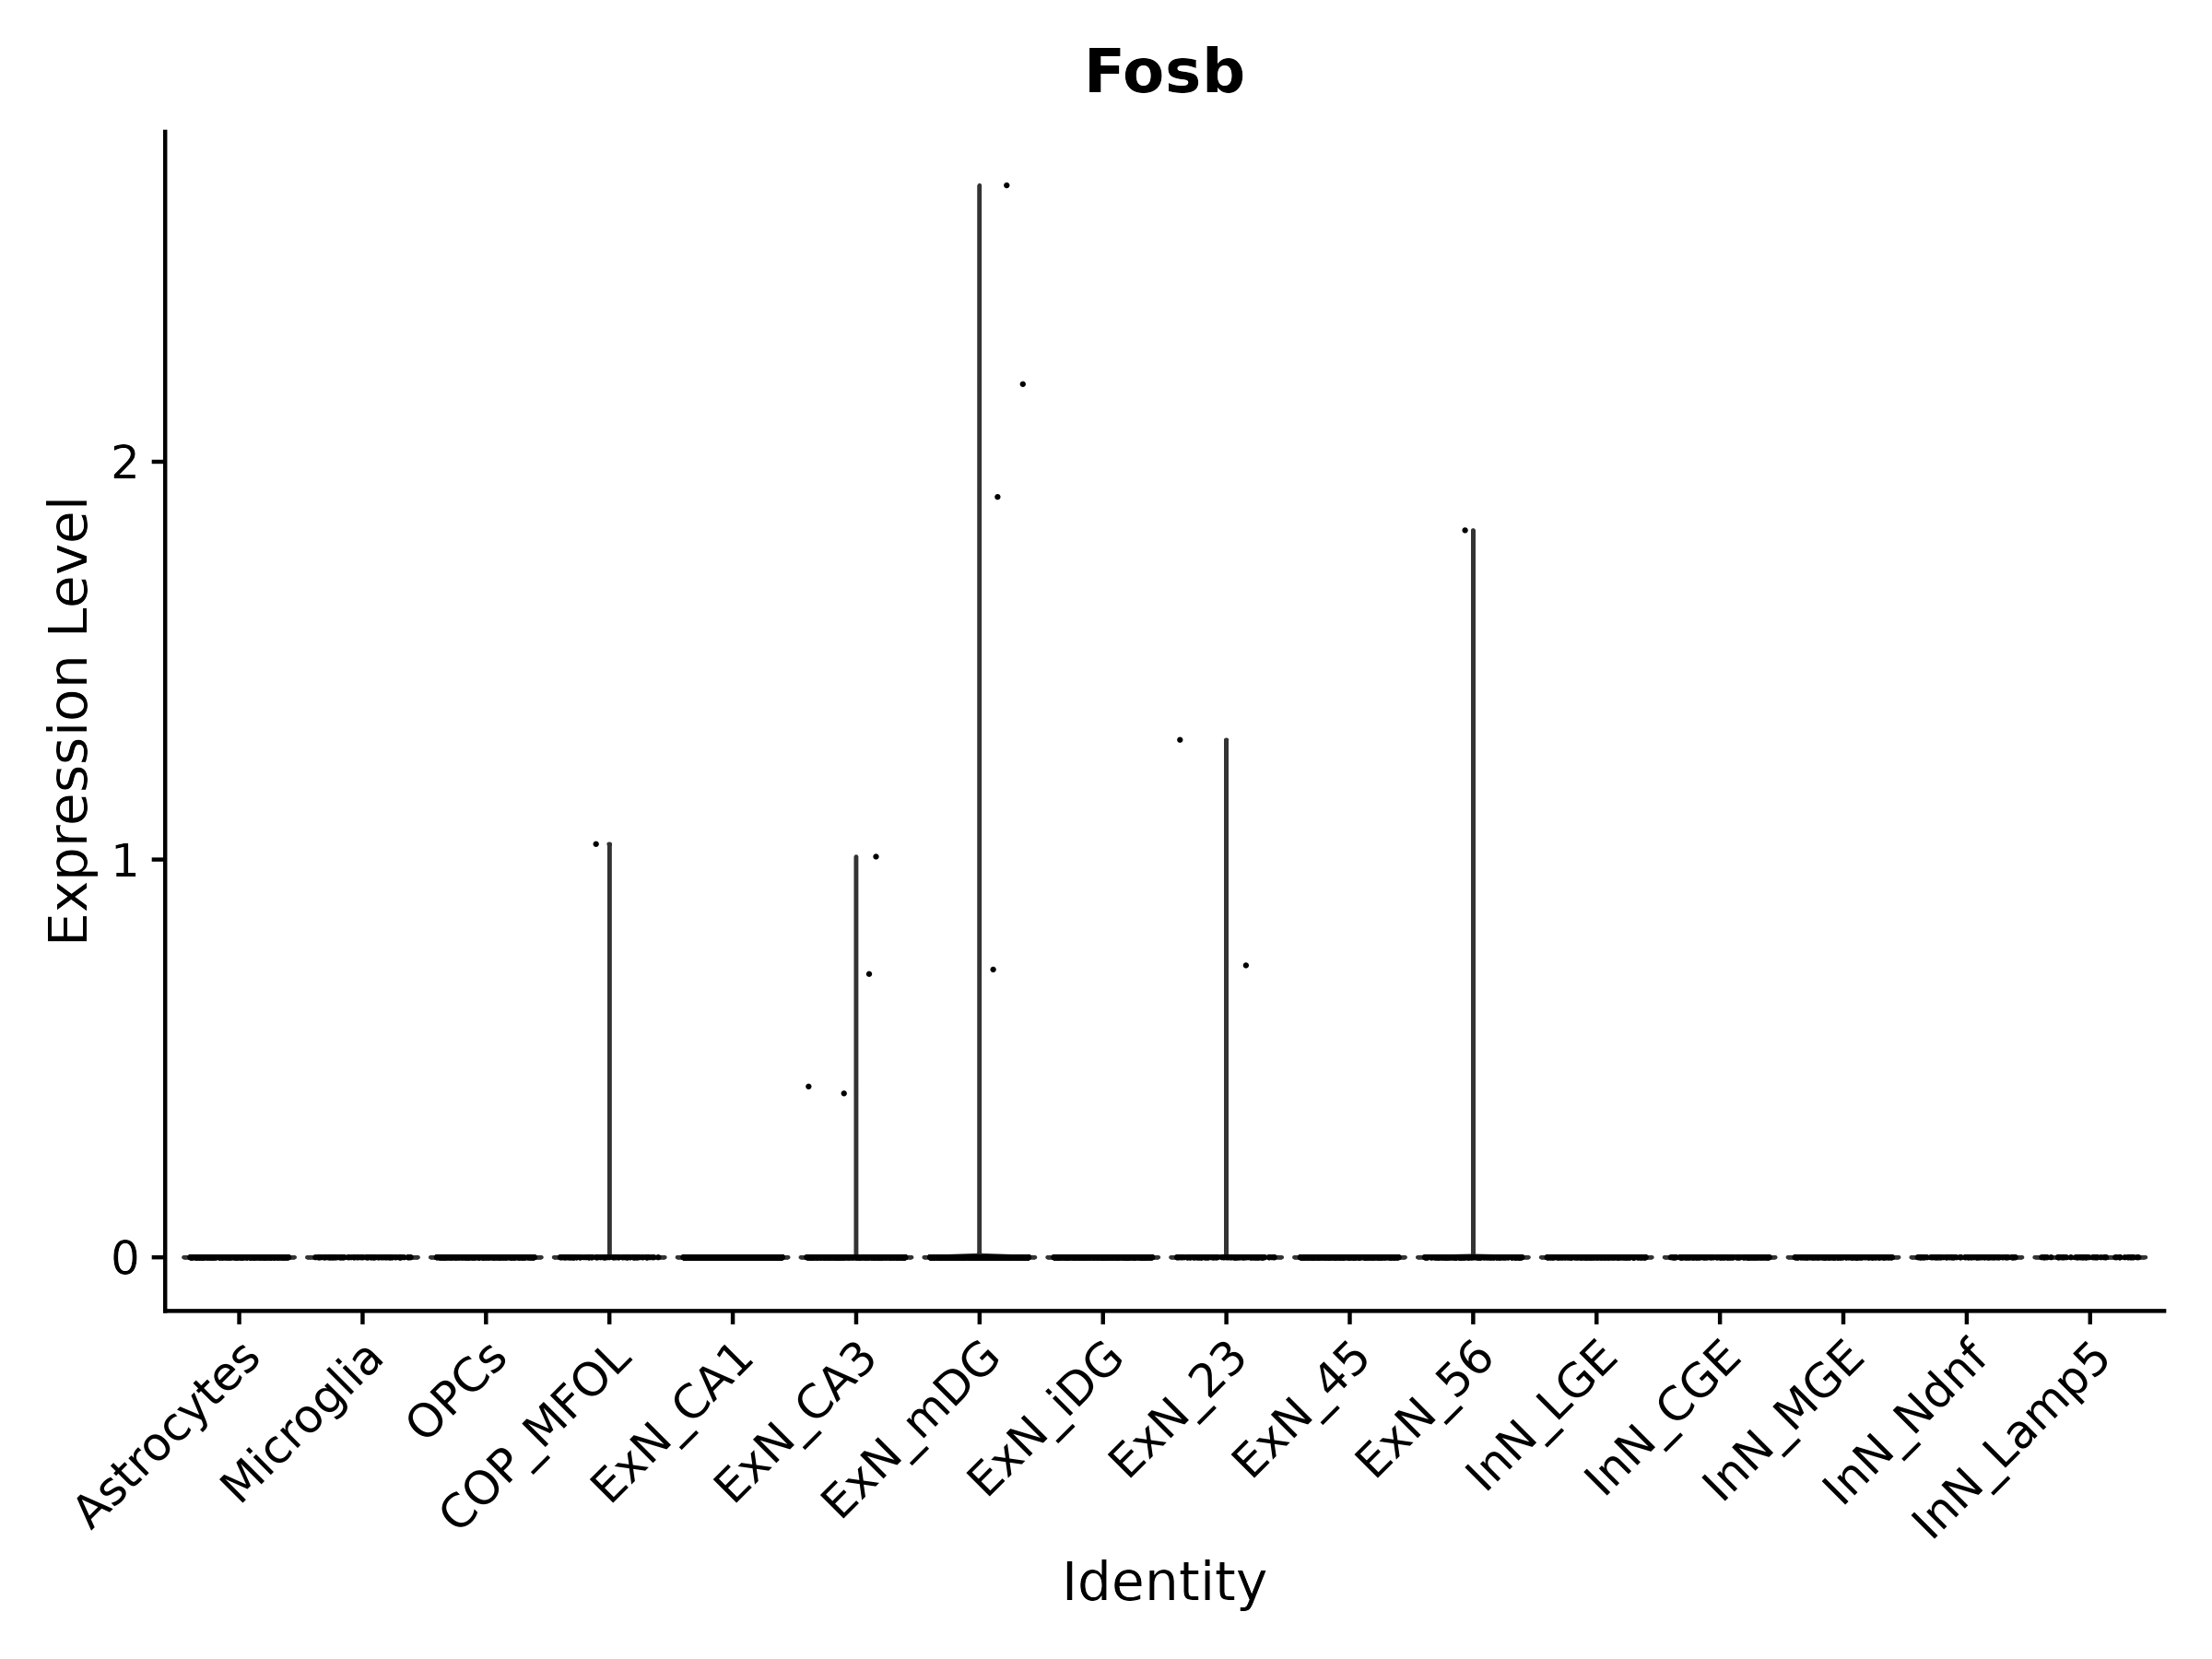 Fosb
Expression Level
2
1
0
Astrocytes
Microglia
OPCs
COP_MFOL
ExN_CA1
ExN_CA3
ExN_mDG
ExN_iDG
ExN_23
ExN_45
ExN_56
InN_LGE
InN_CGE
InN_MGE
InN_Ndnf
InN_Lamp5
Identity